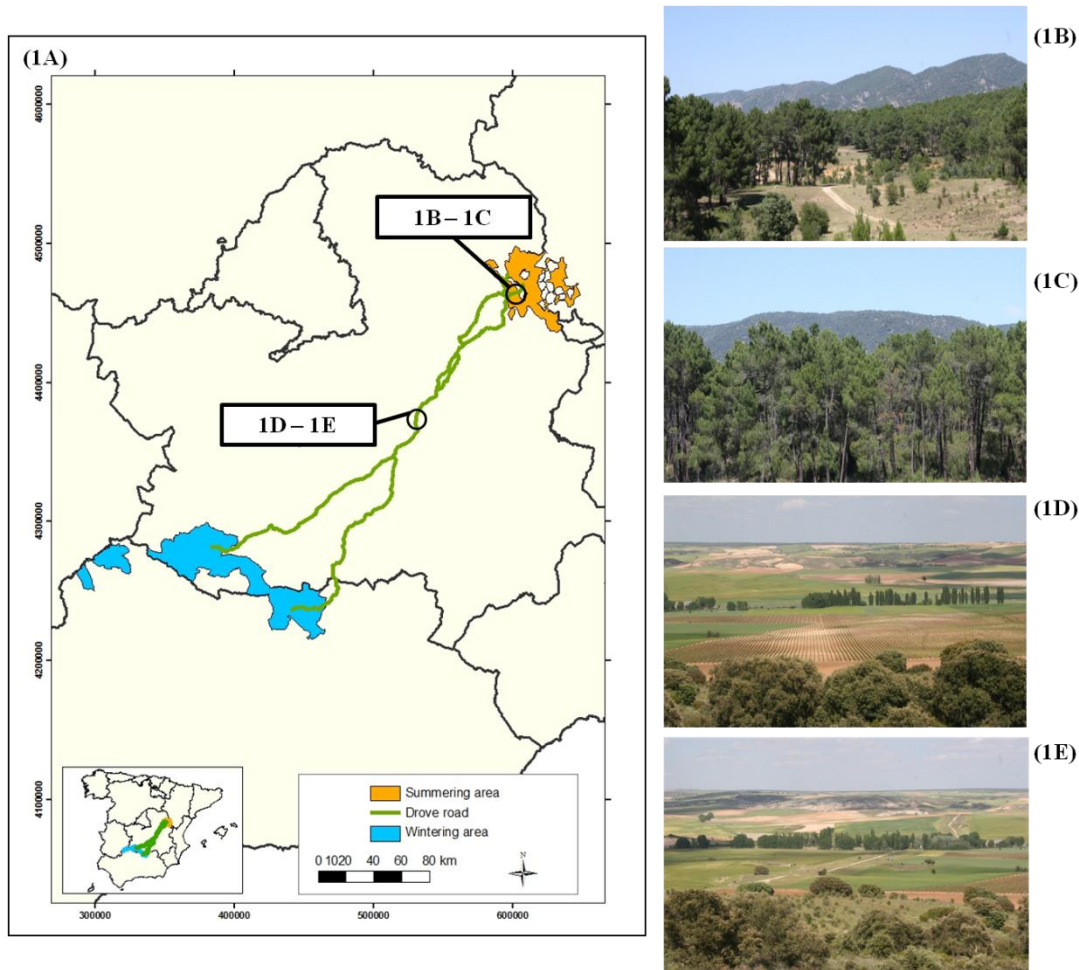 (1A)
4600000
4500000
4400000
4300000
4200000
4100000
1B – 1C
1D – 1E
Summering area
Drove road
Wintering area
0 1020 40 60 80 km
N
300000
400000
500000
600000
(1B)
(1C)
(1D)
(1E)